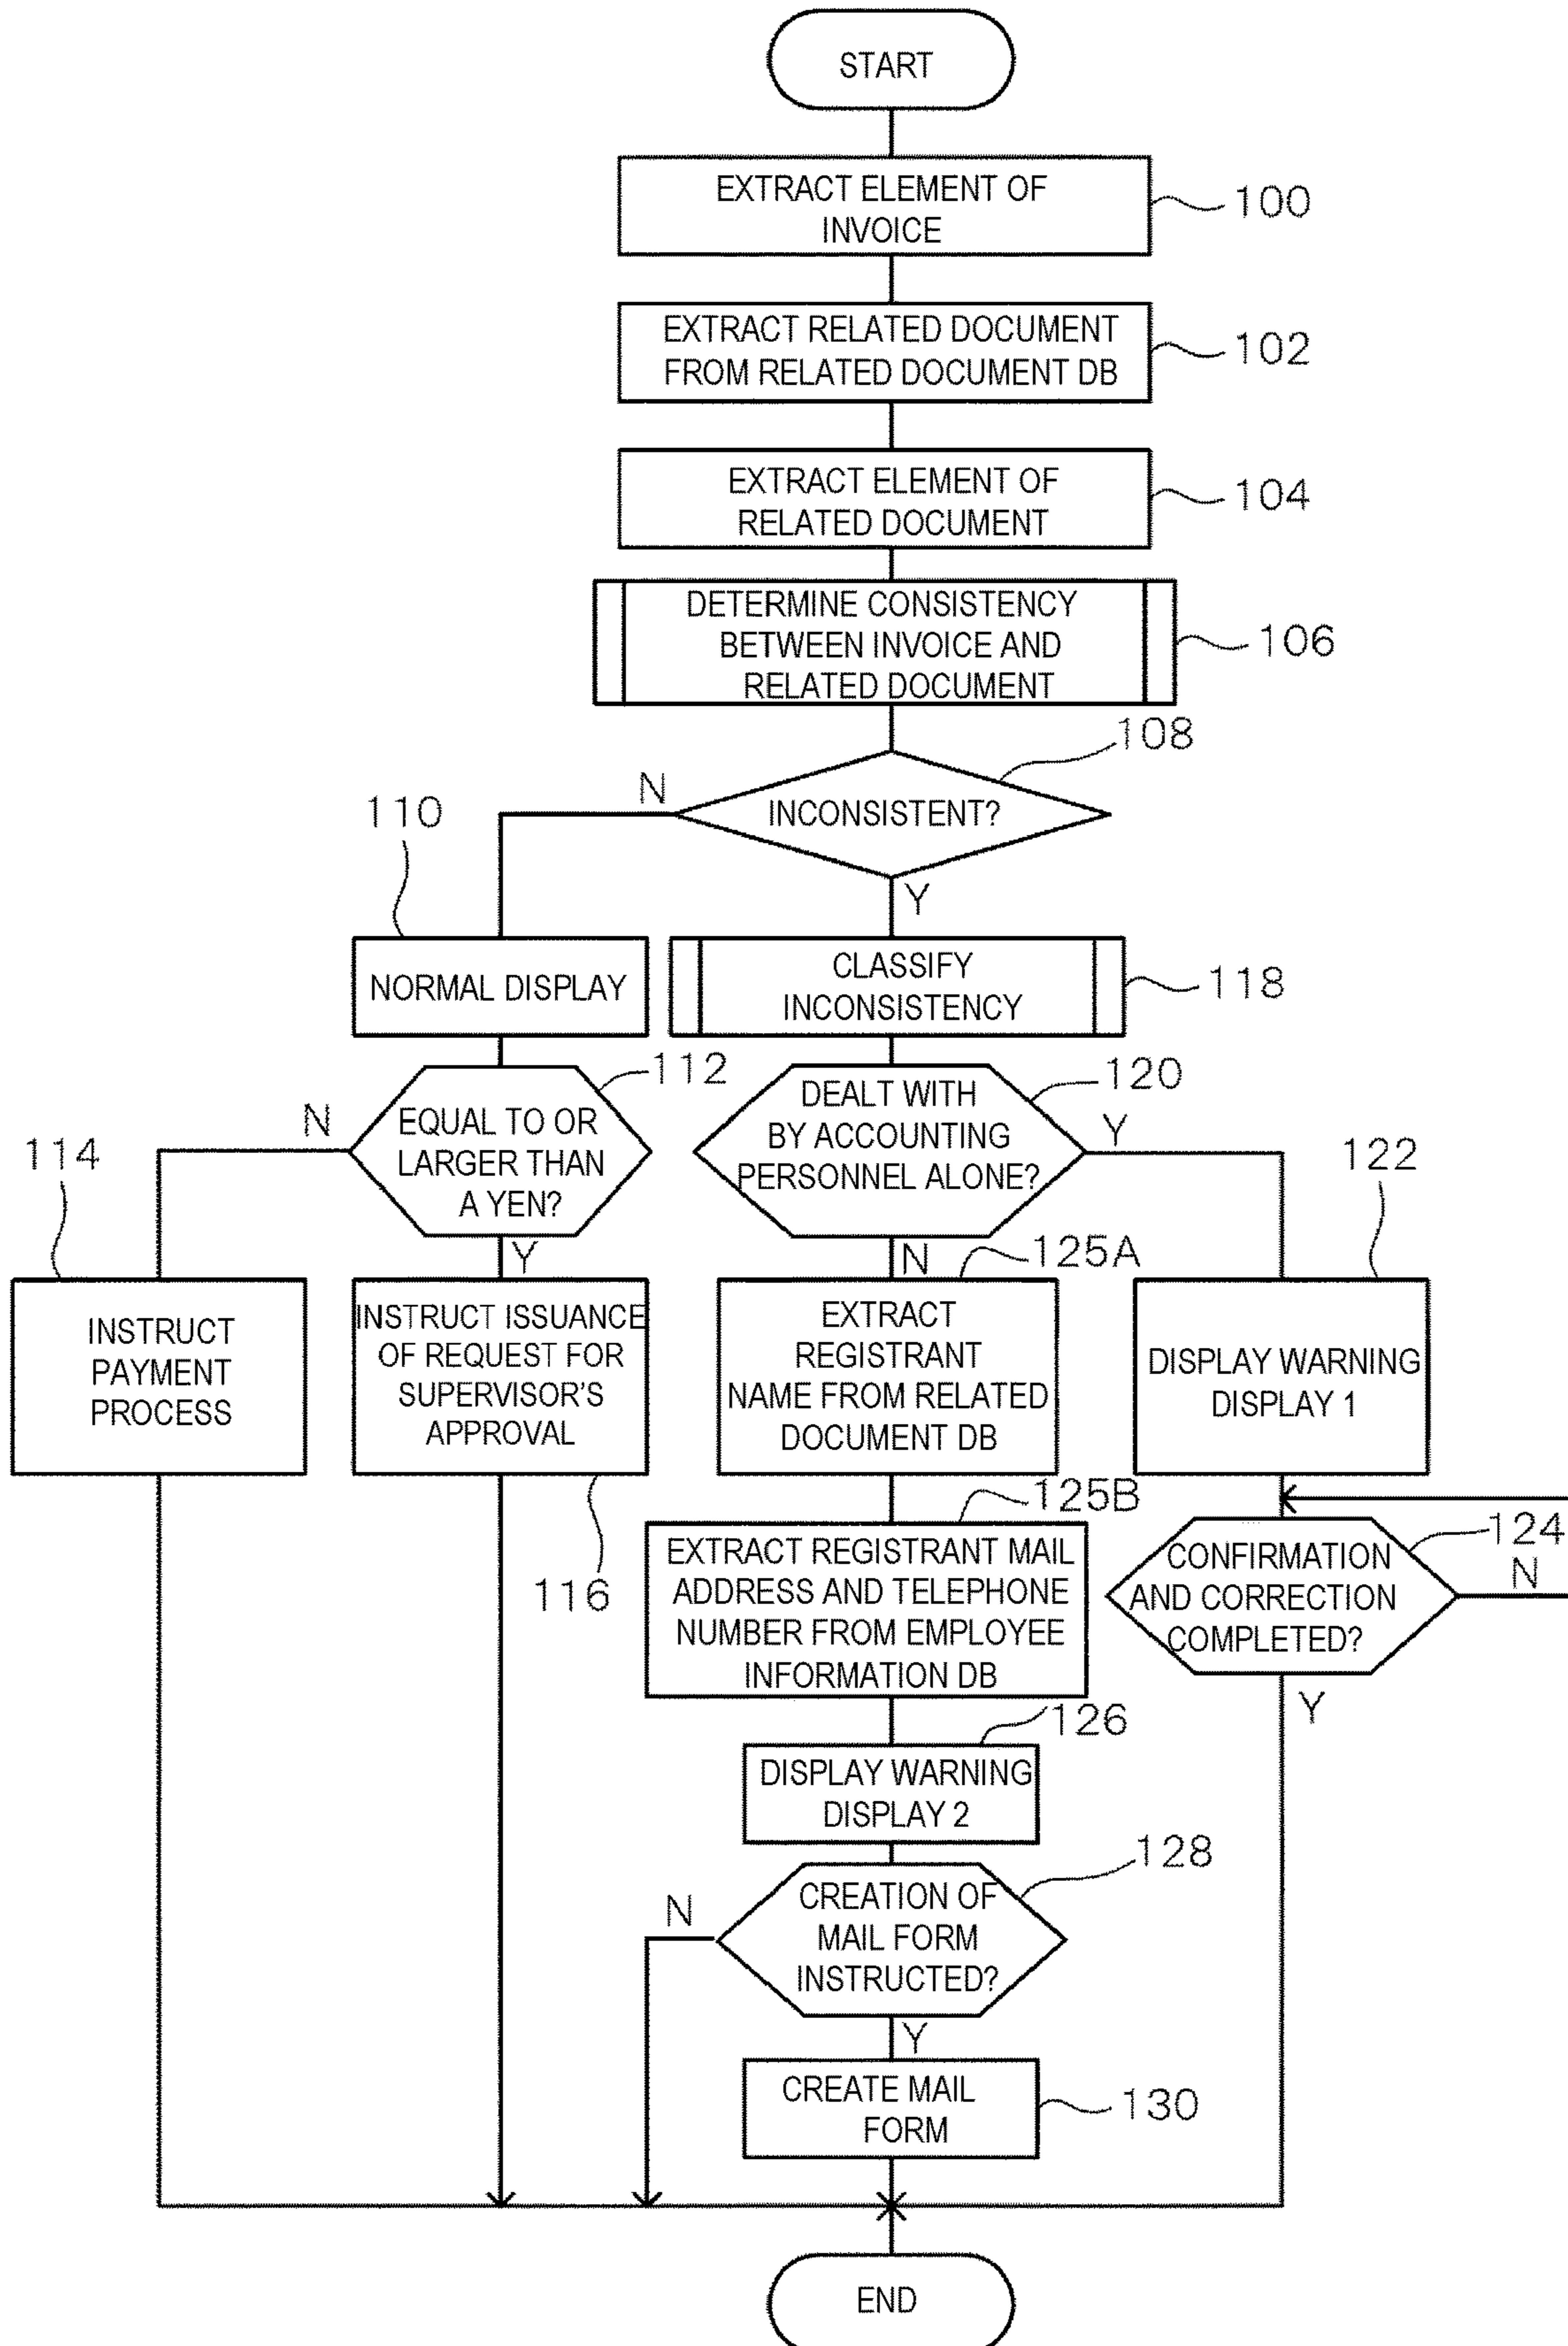 START
EXTRACT ELEMENT OF
INVOICE
100
EXTRACT RELATED DOCUMENT
FROM RELATED DOCUMENT DB
102
EXTRACT ELEMENT OF
RELATED DOCUMENT
104
DETERMINE CONSISTENCY
BETWEEN INVOICE AND
RELATED DOCUMENT
106
108
INCONSISTENT?
N
Y
110
NORMAL DISPLAY
CLASSIFY
INCONSISTENCY
118
112
EQUAL TO OR
LARGER THAN
A YEN?
N
Y
120
DEALT WITH
BY ACCOUNTING
PERSONNEL ALONE?
Y
N
114
INSTRUCT
PAYMENT
PROCESS
INSTRUCT ISSUANCE
OF REQUEST FOR
SUPERVISOR'S
APPROVAL
116
125A
EXTRACT
REGISTRANT
NAME FROM RELATED
DOCUMENT DB
122
DISPLAY WARNING
DISPLAY 1
125B
EXTRACT REGISTRANT MAIL
ADDRESS AND TELEPHONE
NUMBER FROM EMPLOYEE
INFORMATION DB
124
CONFIRMATION
AND CORRECTION
COMPLETED?
N
Y
126
DISPLAY WARNING
DISPLAY 2
128
CREATION OF
MAIL FORM
INSTRUCTED?
N
Y
CREATE MAIL
FORM
130
END